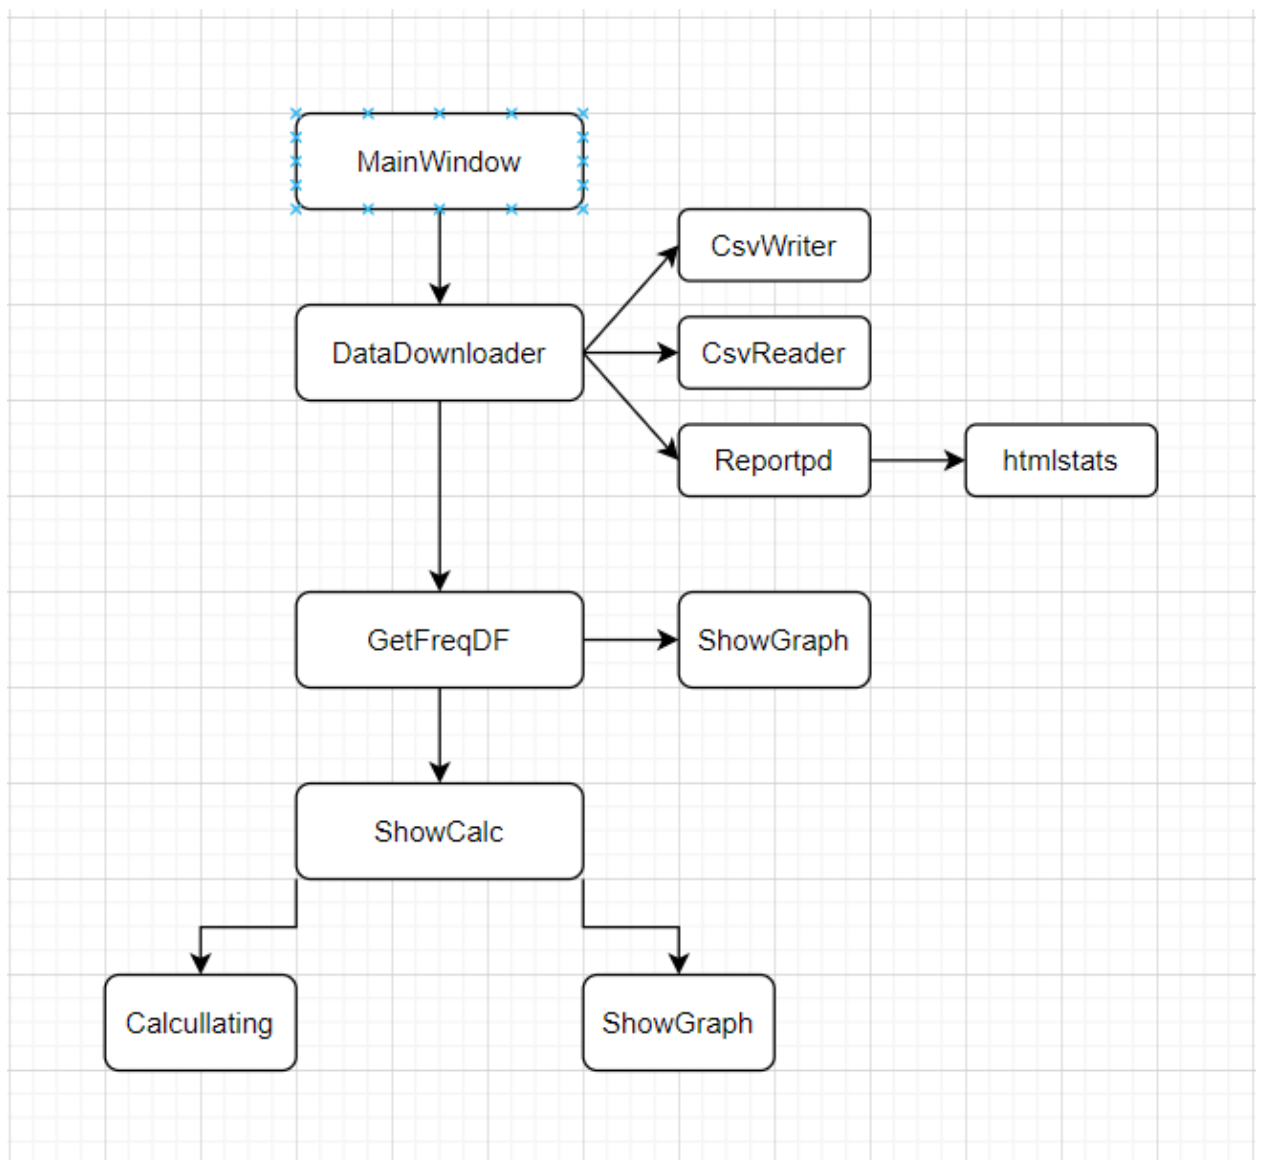 MainWindow
CsvWriter
DataDownloader
CsvReader
Reportpd
htmlstats
GetFreqDF
ShowGraph
ShowCalc
Calcullating
ShowGraph